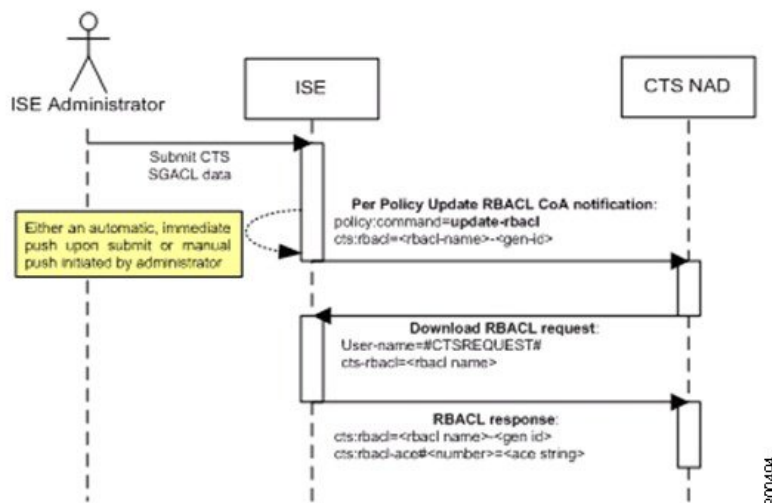 ISE Administrator
ISE
CTS NAD
Submit CTS
SGACL data
Either an automatic, immediate
push upon submit or manual
push initiated by administrator
Per Policy Update RBACL CoA notification:
policy:command=update-rbacl
cts:rbacl=<rbacl-name>-<gen-id>
Download RBACL request:
User-name=#CTSREQUEST#
cts-rbacl=<rbacl name>
RBACL response:
cts:rbacl=<rbacl name>-<gen id>
cts:rbacl-ace#<number>=<ace string>